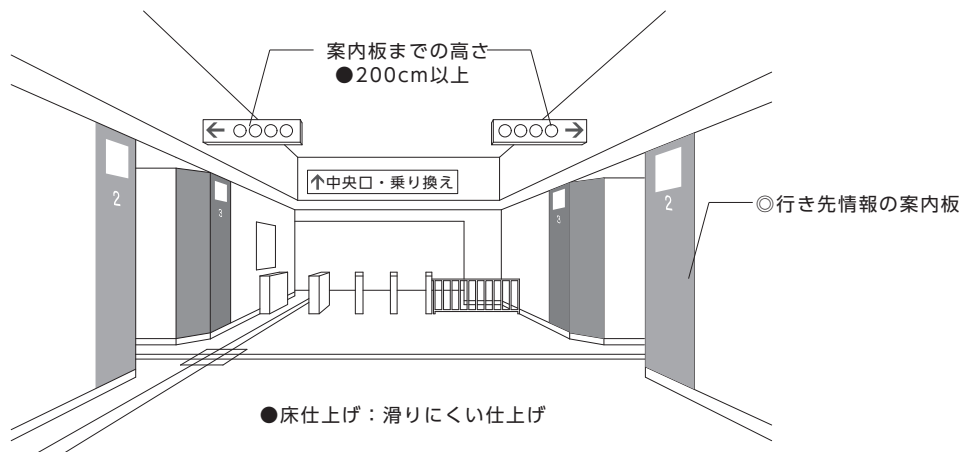 案内板までの高さ
●200cm以上
← ○○○○
○○○○ →
↑中央口・乗り換え
2
3
3
2
◎行き先情報の案内板
●床仕上げ：滑りにくい仕上げ